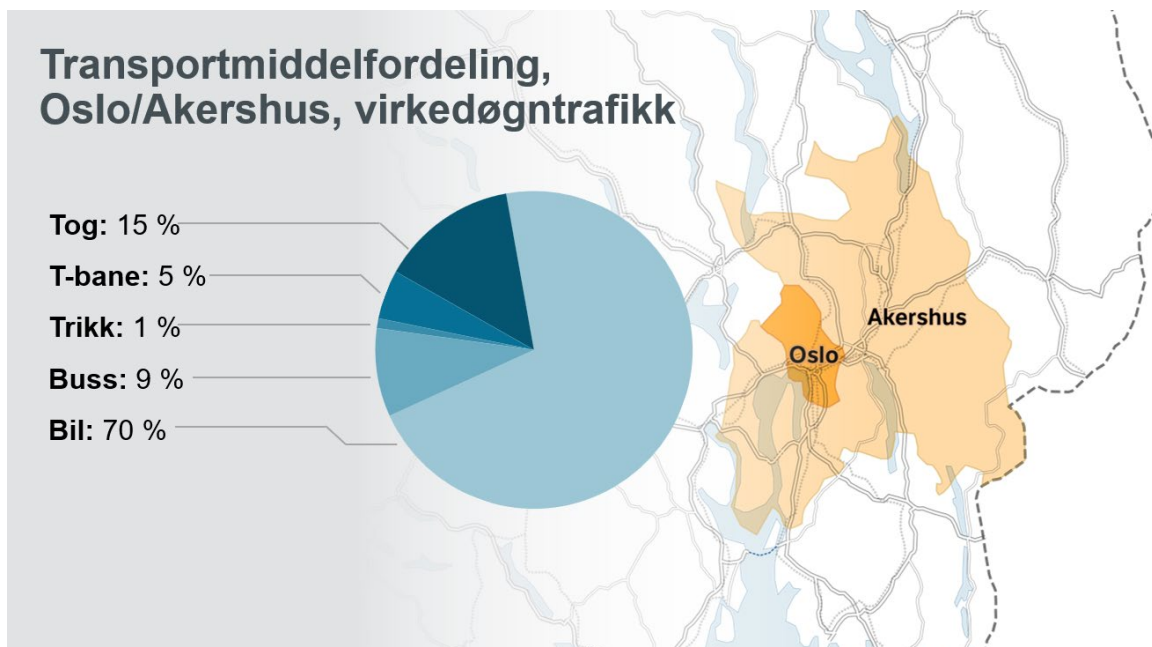 Transportmiddelfordeling,
Oslo/Akershus, virkedøgntrafikk
Tog: 15 %
T-bane: 5 %
Trikk: 1 %
Buss: 9 %
Bil: 70 %
Akershus
Oslo